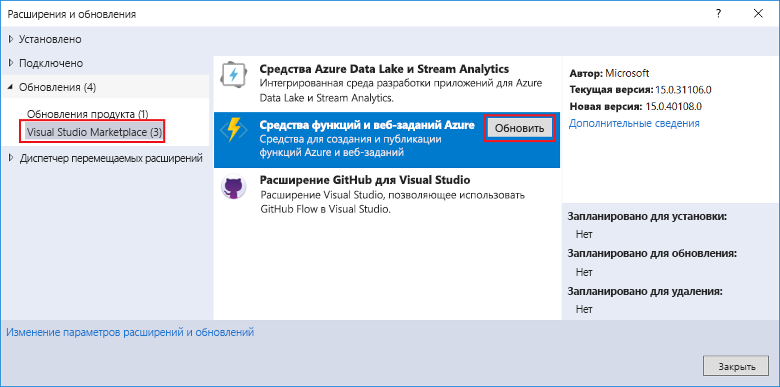 Расширения и обновления
Установлено
Подключено
Обновления (4)
Обновления продукта (1)
Visual Studio Marketplace (3)
Диспетчер перемещаемых расширений
Средства Azure Data Lake и Stream Analytics
Интегрированная среда разработки приложений для Azure
Data Lake и Stream Analytics.
Средства функций и веб-заданий Azure
Обновить
Средства для создания и публикации
функций Azure и веб-заданий
Расширение GitHub для Visual Studio
Расширение Visual Studio, позволяющее использовать
GitHub Flow в Visual Studio.
Автор: Microsoft
Текущая версия: 15.0.31106.0
Новая версия: 15.0.40108.0
Дополнительные сведения
Запланировано для установки:
Нет
Запланировано для обновления:
Нет
Запланировано для удаления:
Нет
Изменение параметров расширений и обновлений
Закрыть